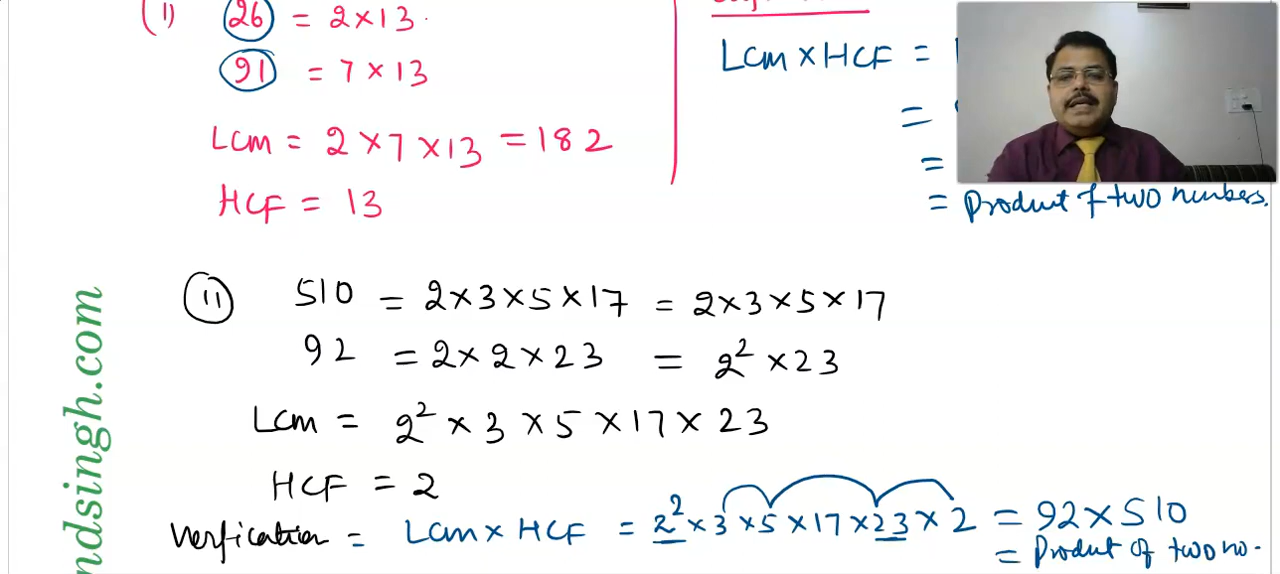 (1) 26 = 2×13
91 = 7×13
Lcm = 2×7×13 = 182
HCF = 13
Lcm×HCF =
=
=
= Product of two numbers.
(11) 510 = 2×3×5×17 = 2×3×5×17
92 = 2×2×23 = 2²×23
Lcm = 2²×3×5×17×23
HCF = 2
Verfication = Lcm×HCF = 2²×3×5×17×23×2 = 92×510
= Product of two no.
ndsingh.com